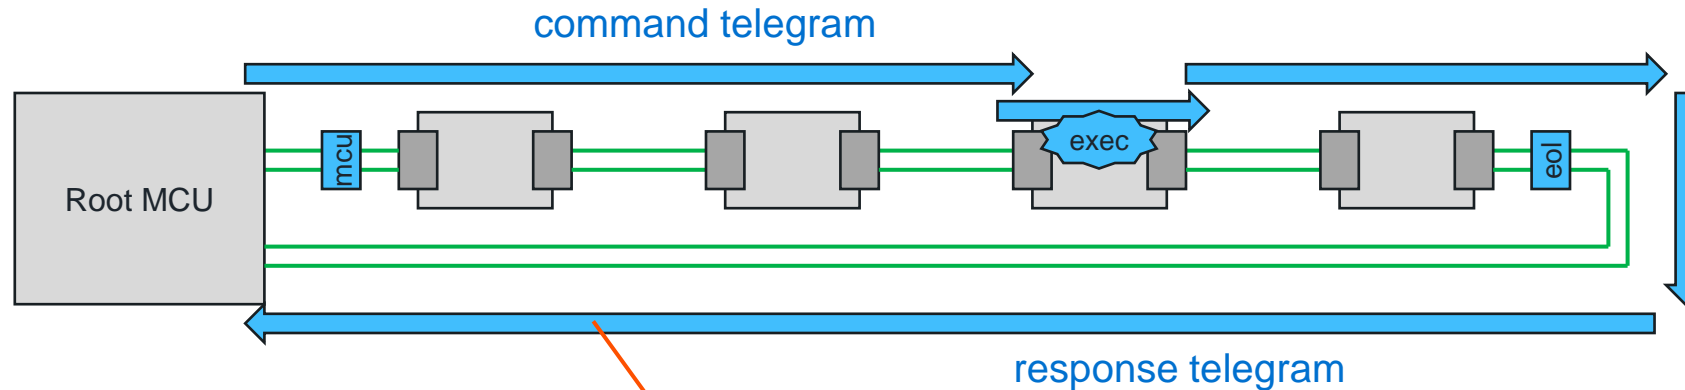 command telegram
mcu
exec
eol
Root MCU
response telegram